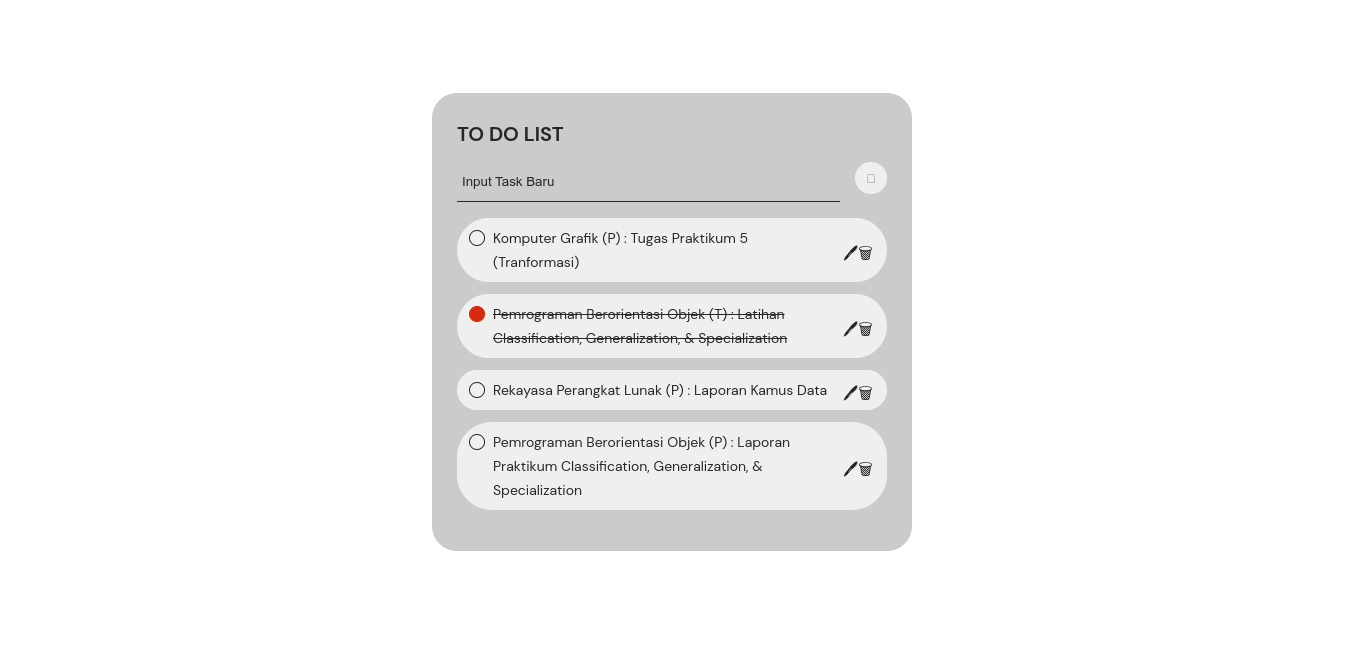 TO DO LIST
Input Task Baru
Komputer Grafik (P) : Tugas Praktikum 5
(Tranformasi)
Pemrograman Berorientasi Objek (T) : Latihan
Classification, Generalization, & Specialization
Rekayasa Perangkat Lunak (P) : Laporan Kamus Data
Pemrograman Berorientasi Objek (P) : Laporan
Praktikum Classification, Generalization, &
Specialization